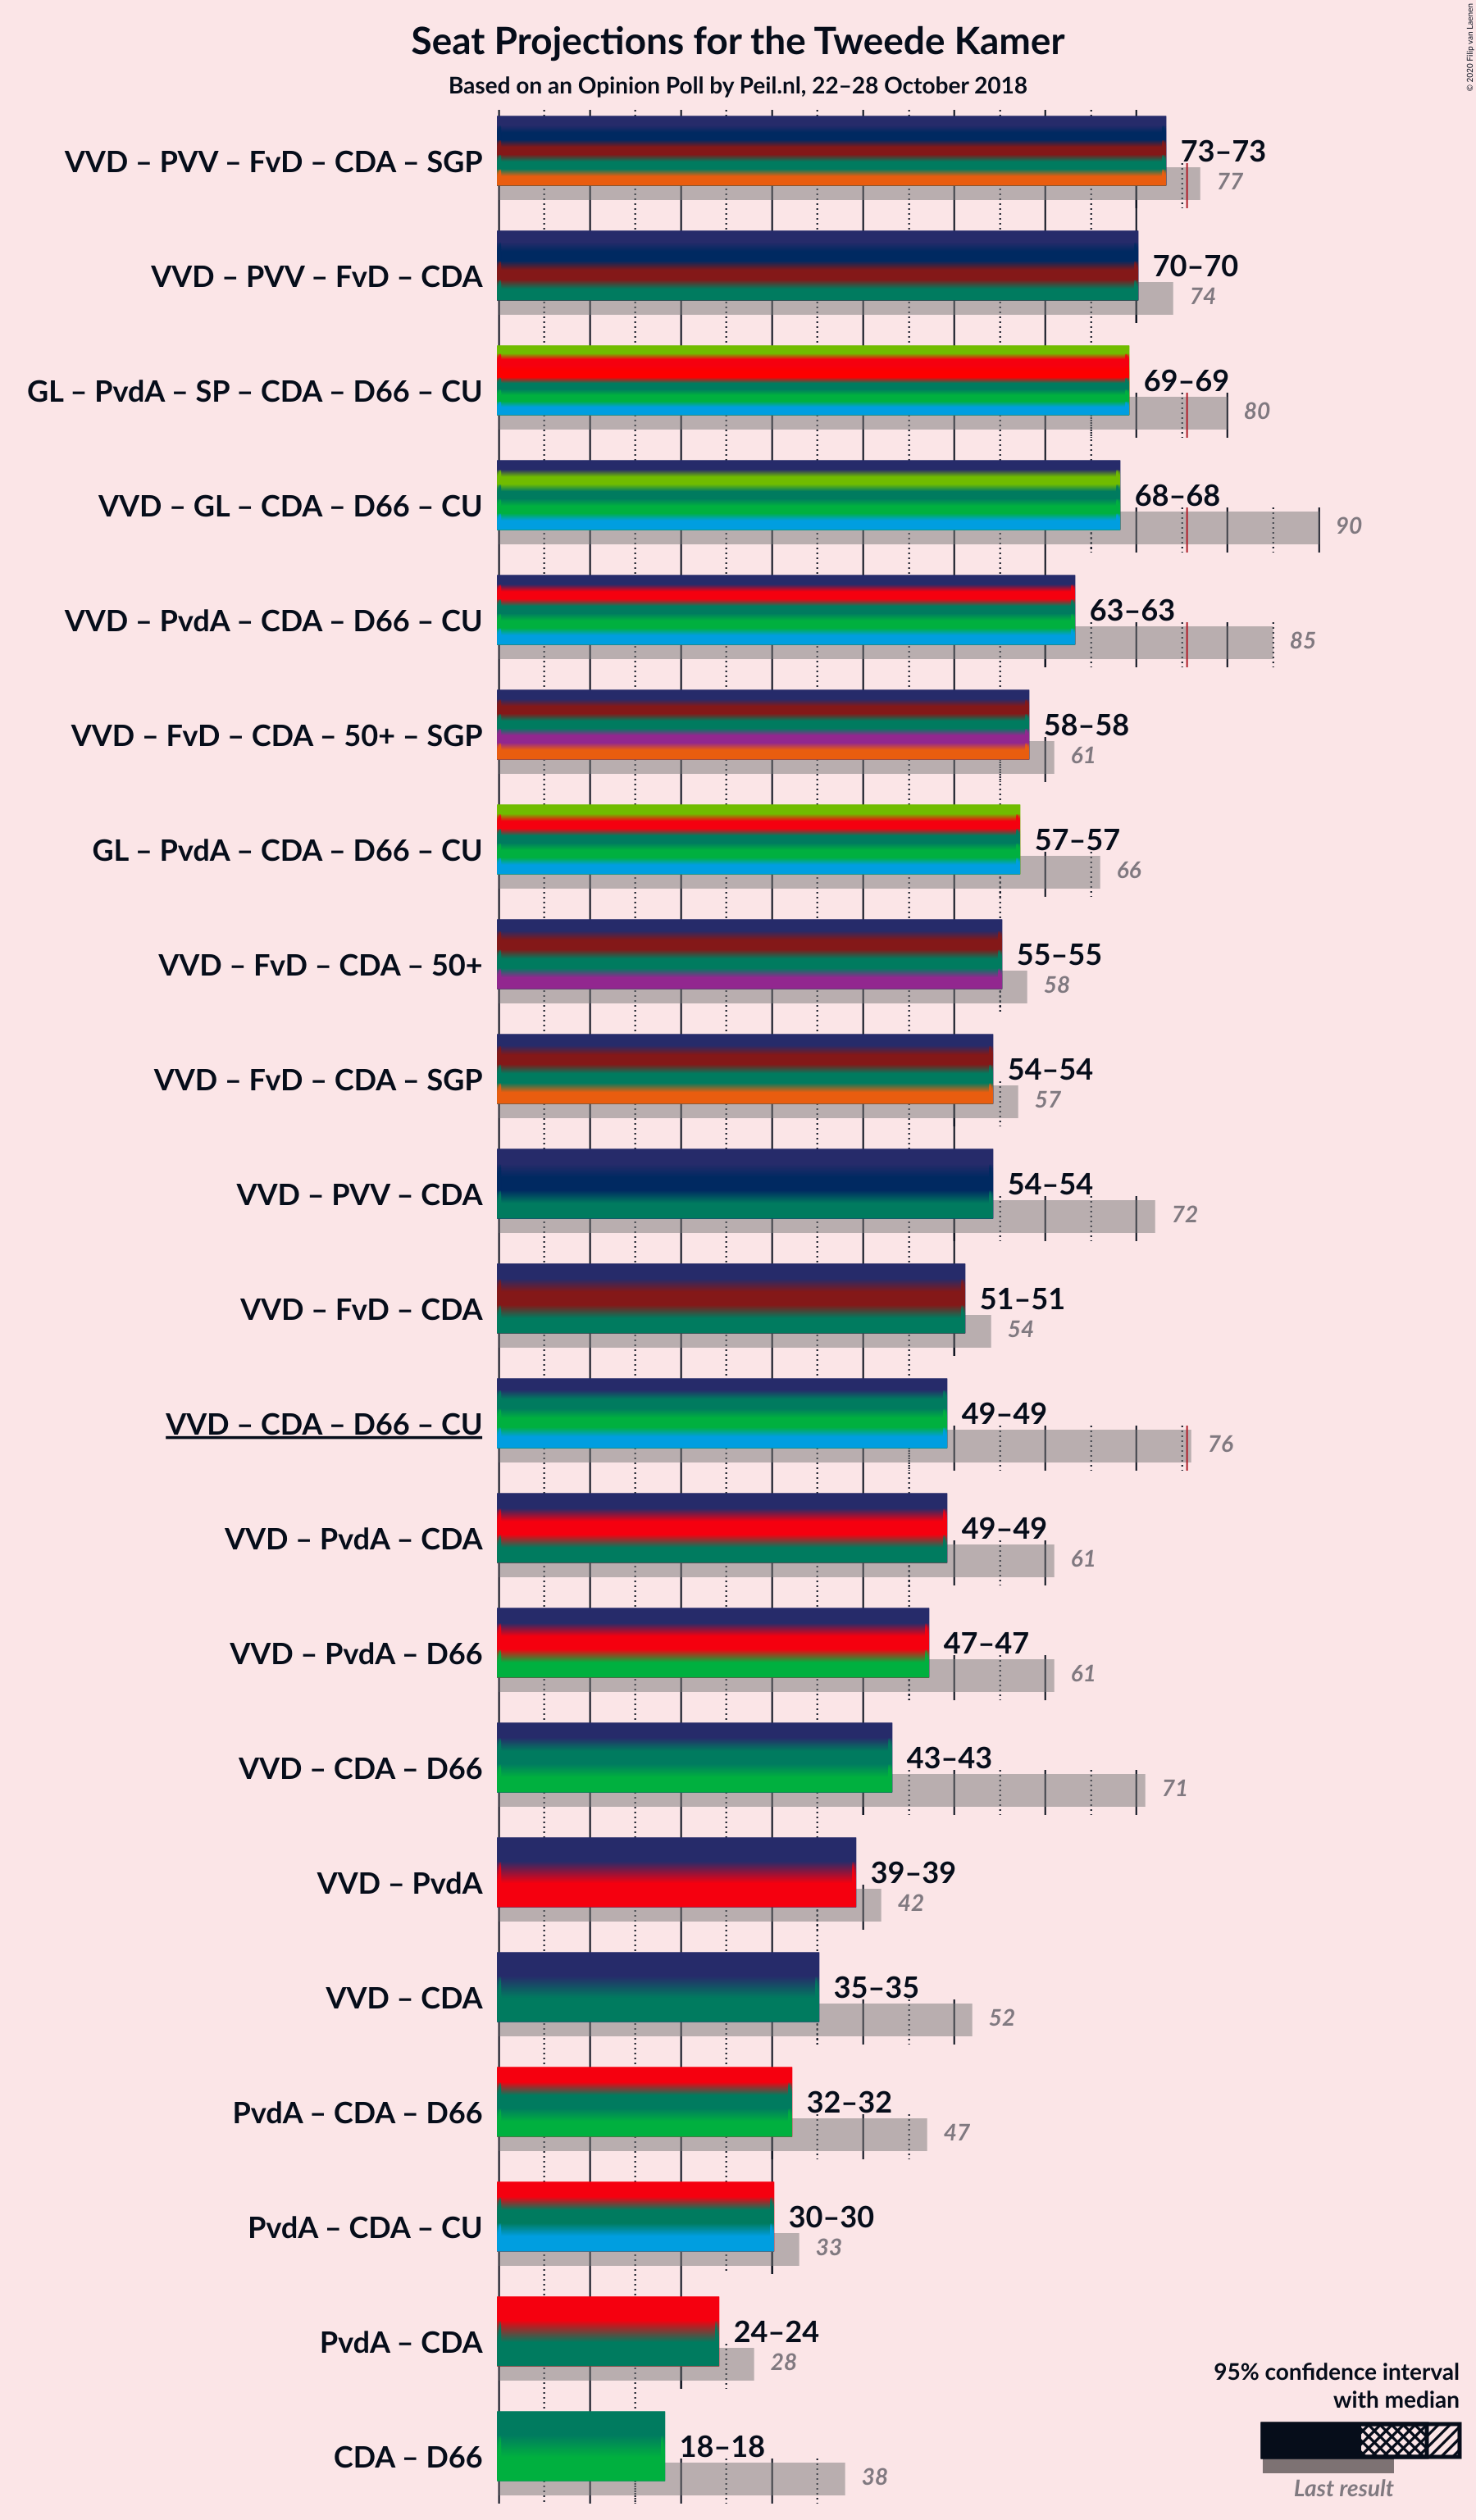 © 2020 Filip van Laenen
Seat Projections for the Tweede Kamer
Based on an Opinion Poll by Peil.nl, 22–28 October 2018
VVD – PVV – FvD – CDA – SGP
73–73
77
VVD – PVV – FvD – CDA
70–70
74
GL – PvdA – SP – CDA – D66 – CU
69–69
80
VVD – GL – CDA – D66 – CU
68–68
90
VVD – PvdA – CDA – D66 – CU
63–63
85
VVD – FvD – CDA – 50+ – SGP
58–58
61
GL – PvdA – CDA – D66 – CU
57–57
66
VVD – FvD – CDA – 50+
55–55
58
VVD – FvD – CDA – SGP
54–54
57
VVD – PVV – CDA
54–54
72
VVD – FvD – CDA
51–51
54
VVD – CDA – D66 – CU
49–49
76
VVD – PvdA – CDA
49–49
61
VVD – PvdA – D66
47–47
61
VVD – CDA – D66
43–43
71
VVD – PvdA
39–39
42
VVD – CDA
35–35
52
PvdA – CDA – D66
32–32
47
PvdA – CDA – CU
30–30
33
PvdA – CDA
24–24
28
CDA – D66
18–18
38
95% confidence interval
with median
Last result